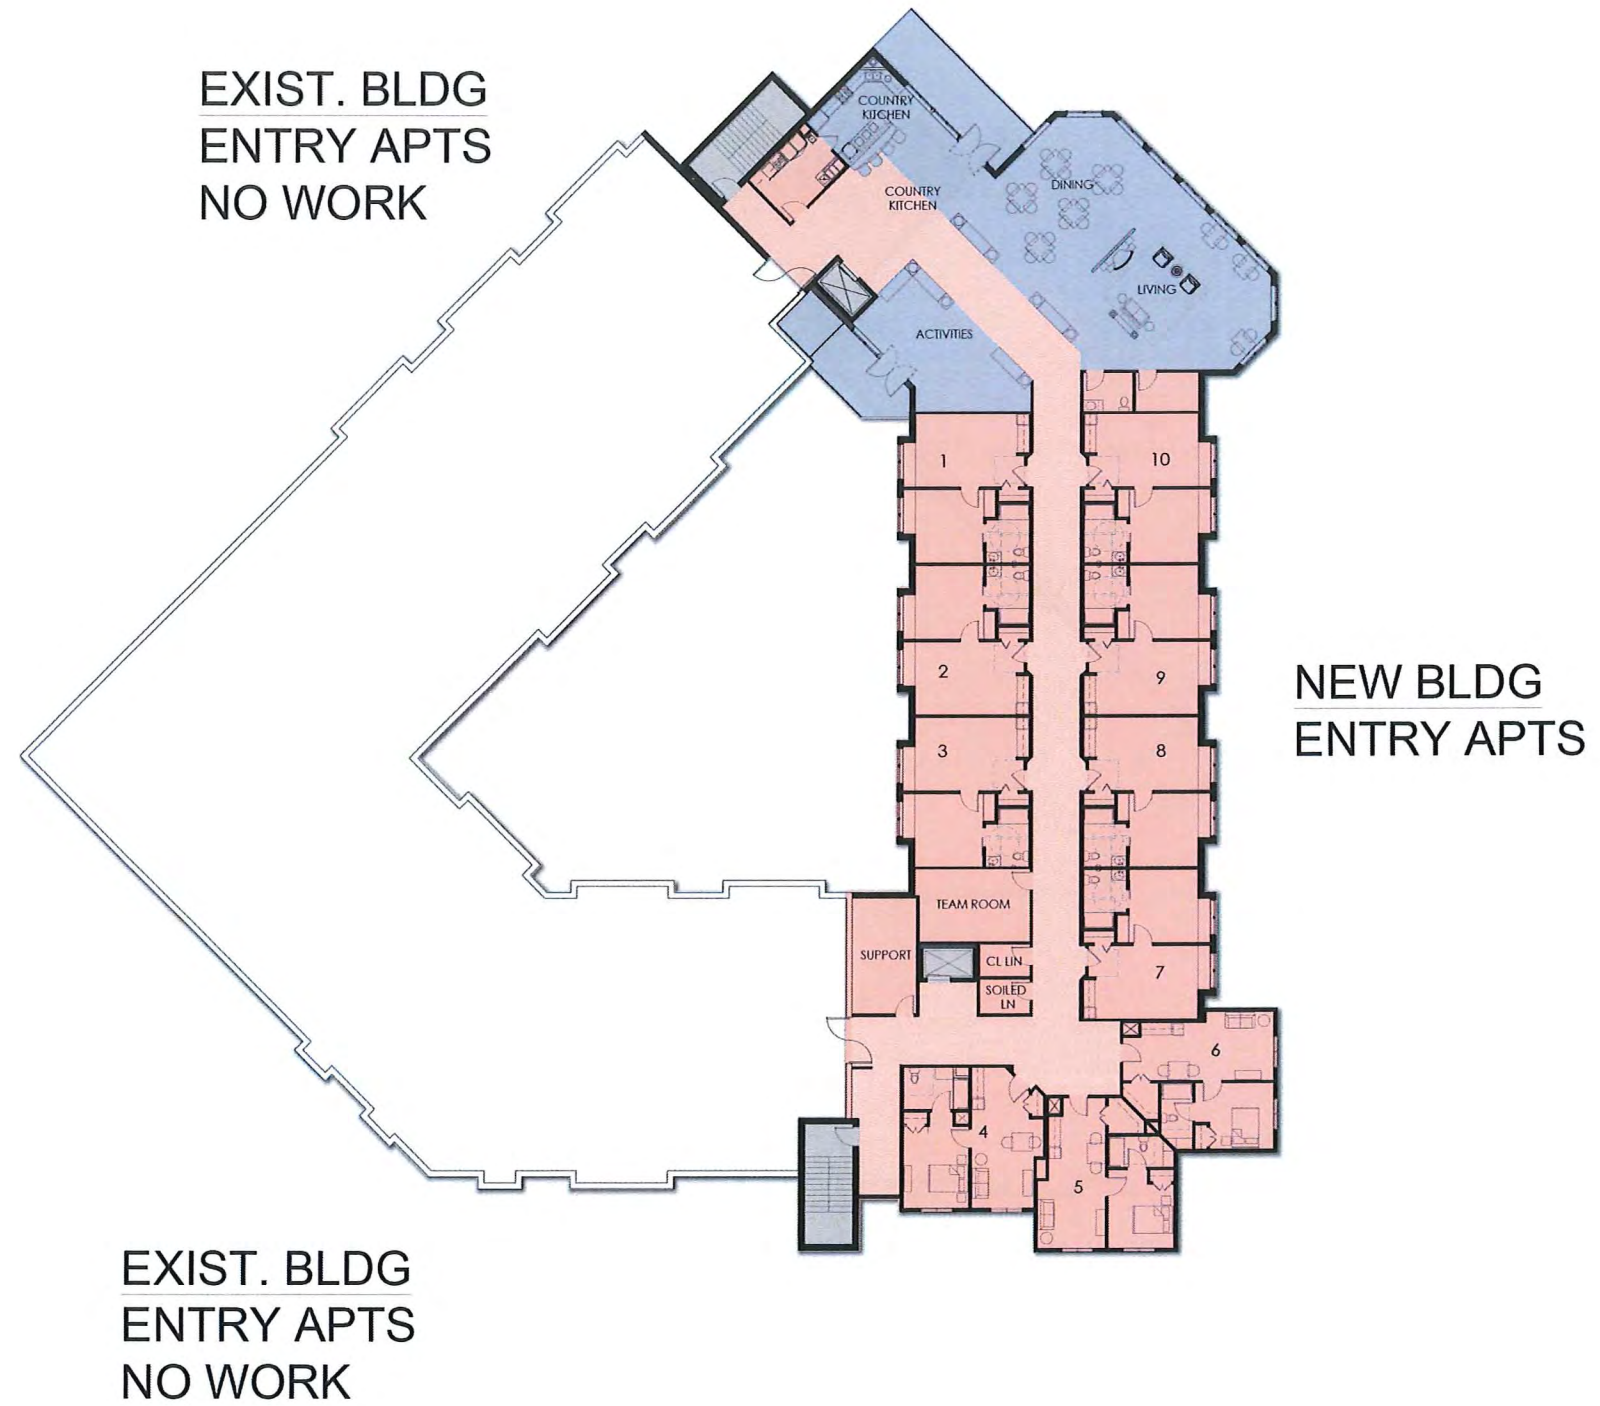 EXIST. BLDG
ENTRY APTS
NO WORK
COUNTRY
KITCHEN
COUNTRY
KITCHEN
DINING
LIVING
ACTIVITIES
1
10
2
9
3
8
NEW BLDG
ENTRY APTS
TEAM ROOM
SUPPORT
CL LIN
SOILED
LN
7
6
4
5
EXIST. BLDG
ENTRY APTS
NO WORK